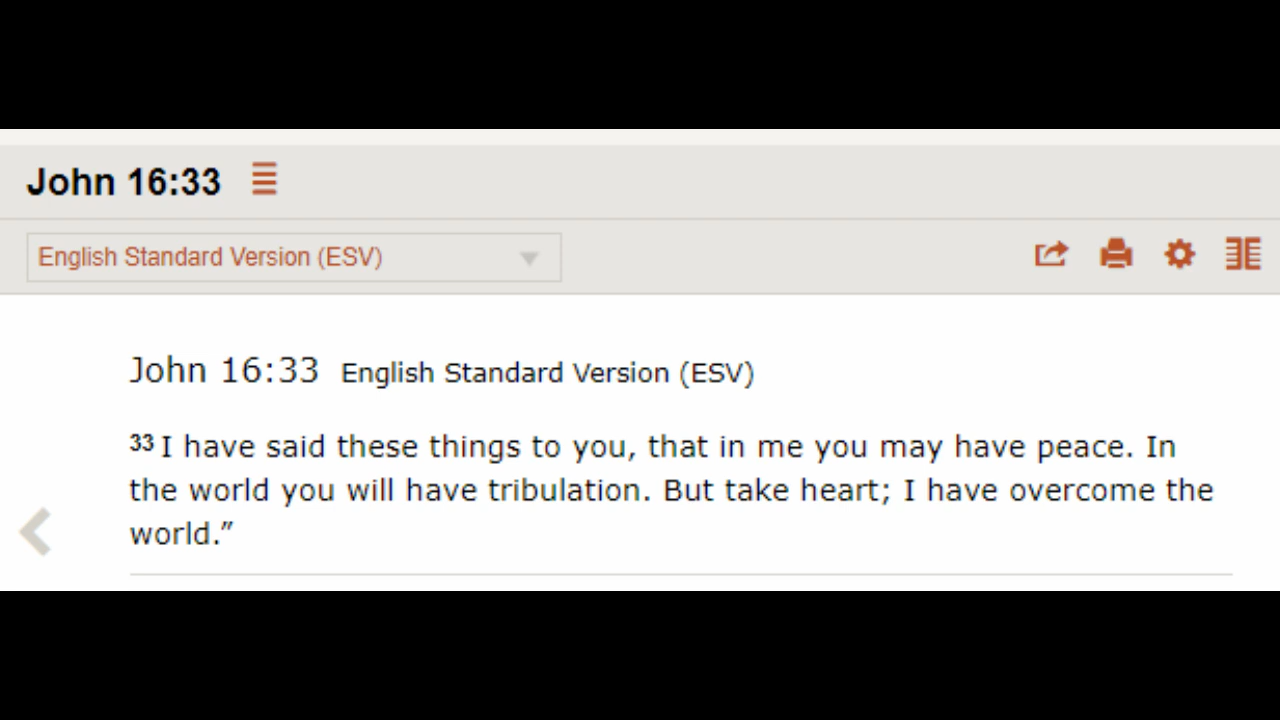 John 16:33
English Standard Version (ESV)
John 16:33 English Standard Version (ESV)
33 I have said these things to you, that in me you may have peace. In
the world you will have tribulation. But take heart; I have overcome the
world.”